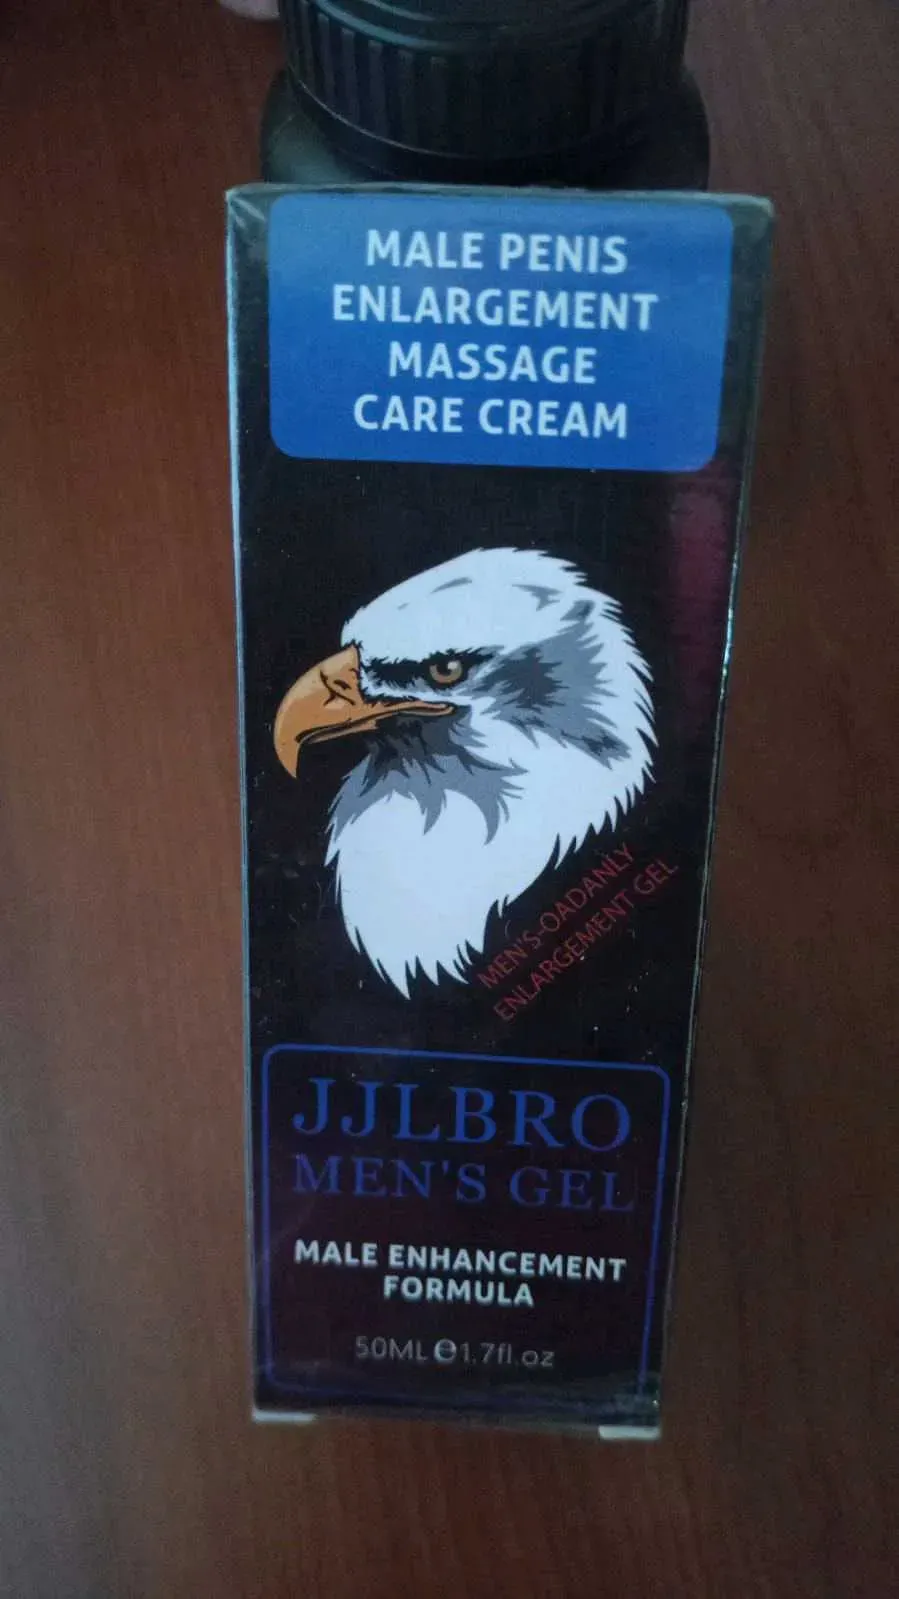 MALE PENIS
ENLARGEMENT
MASSAGE
CARE CREAM
MEN'S-OADANLY
ENLARGEMENT GEL
JJLBRO
MEN'S GEL
MALE ENHANCEMENT
FORMULA
50ML℮1.7fl.oz